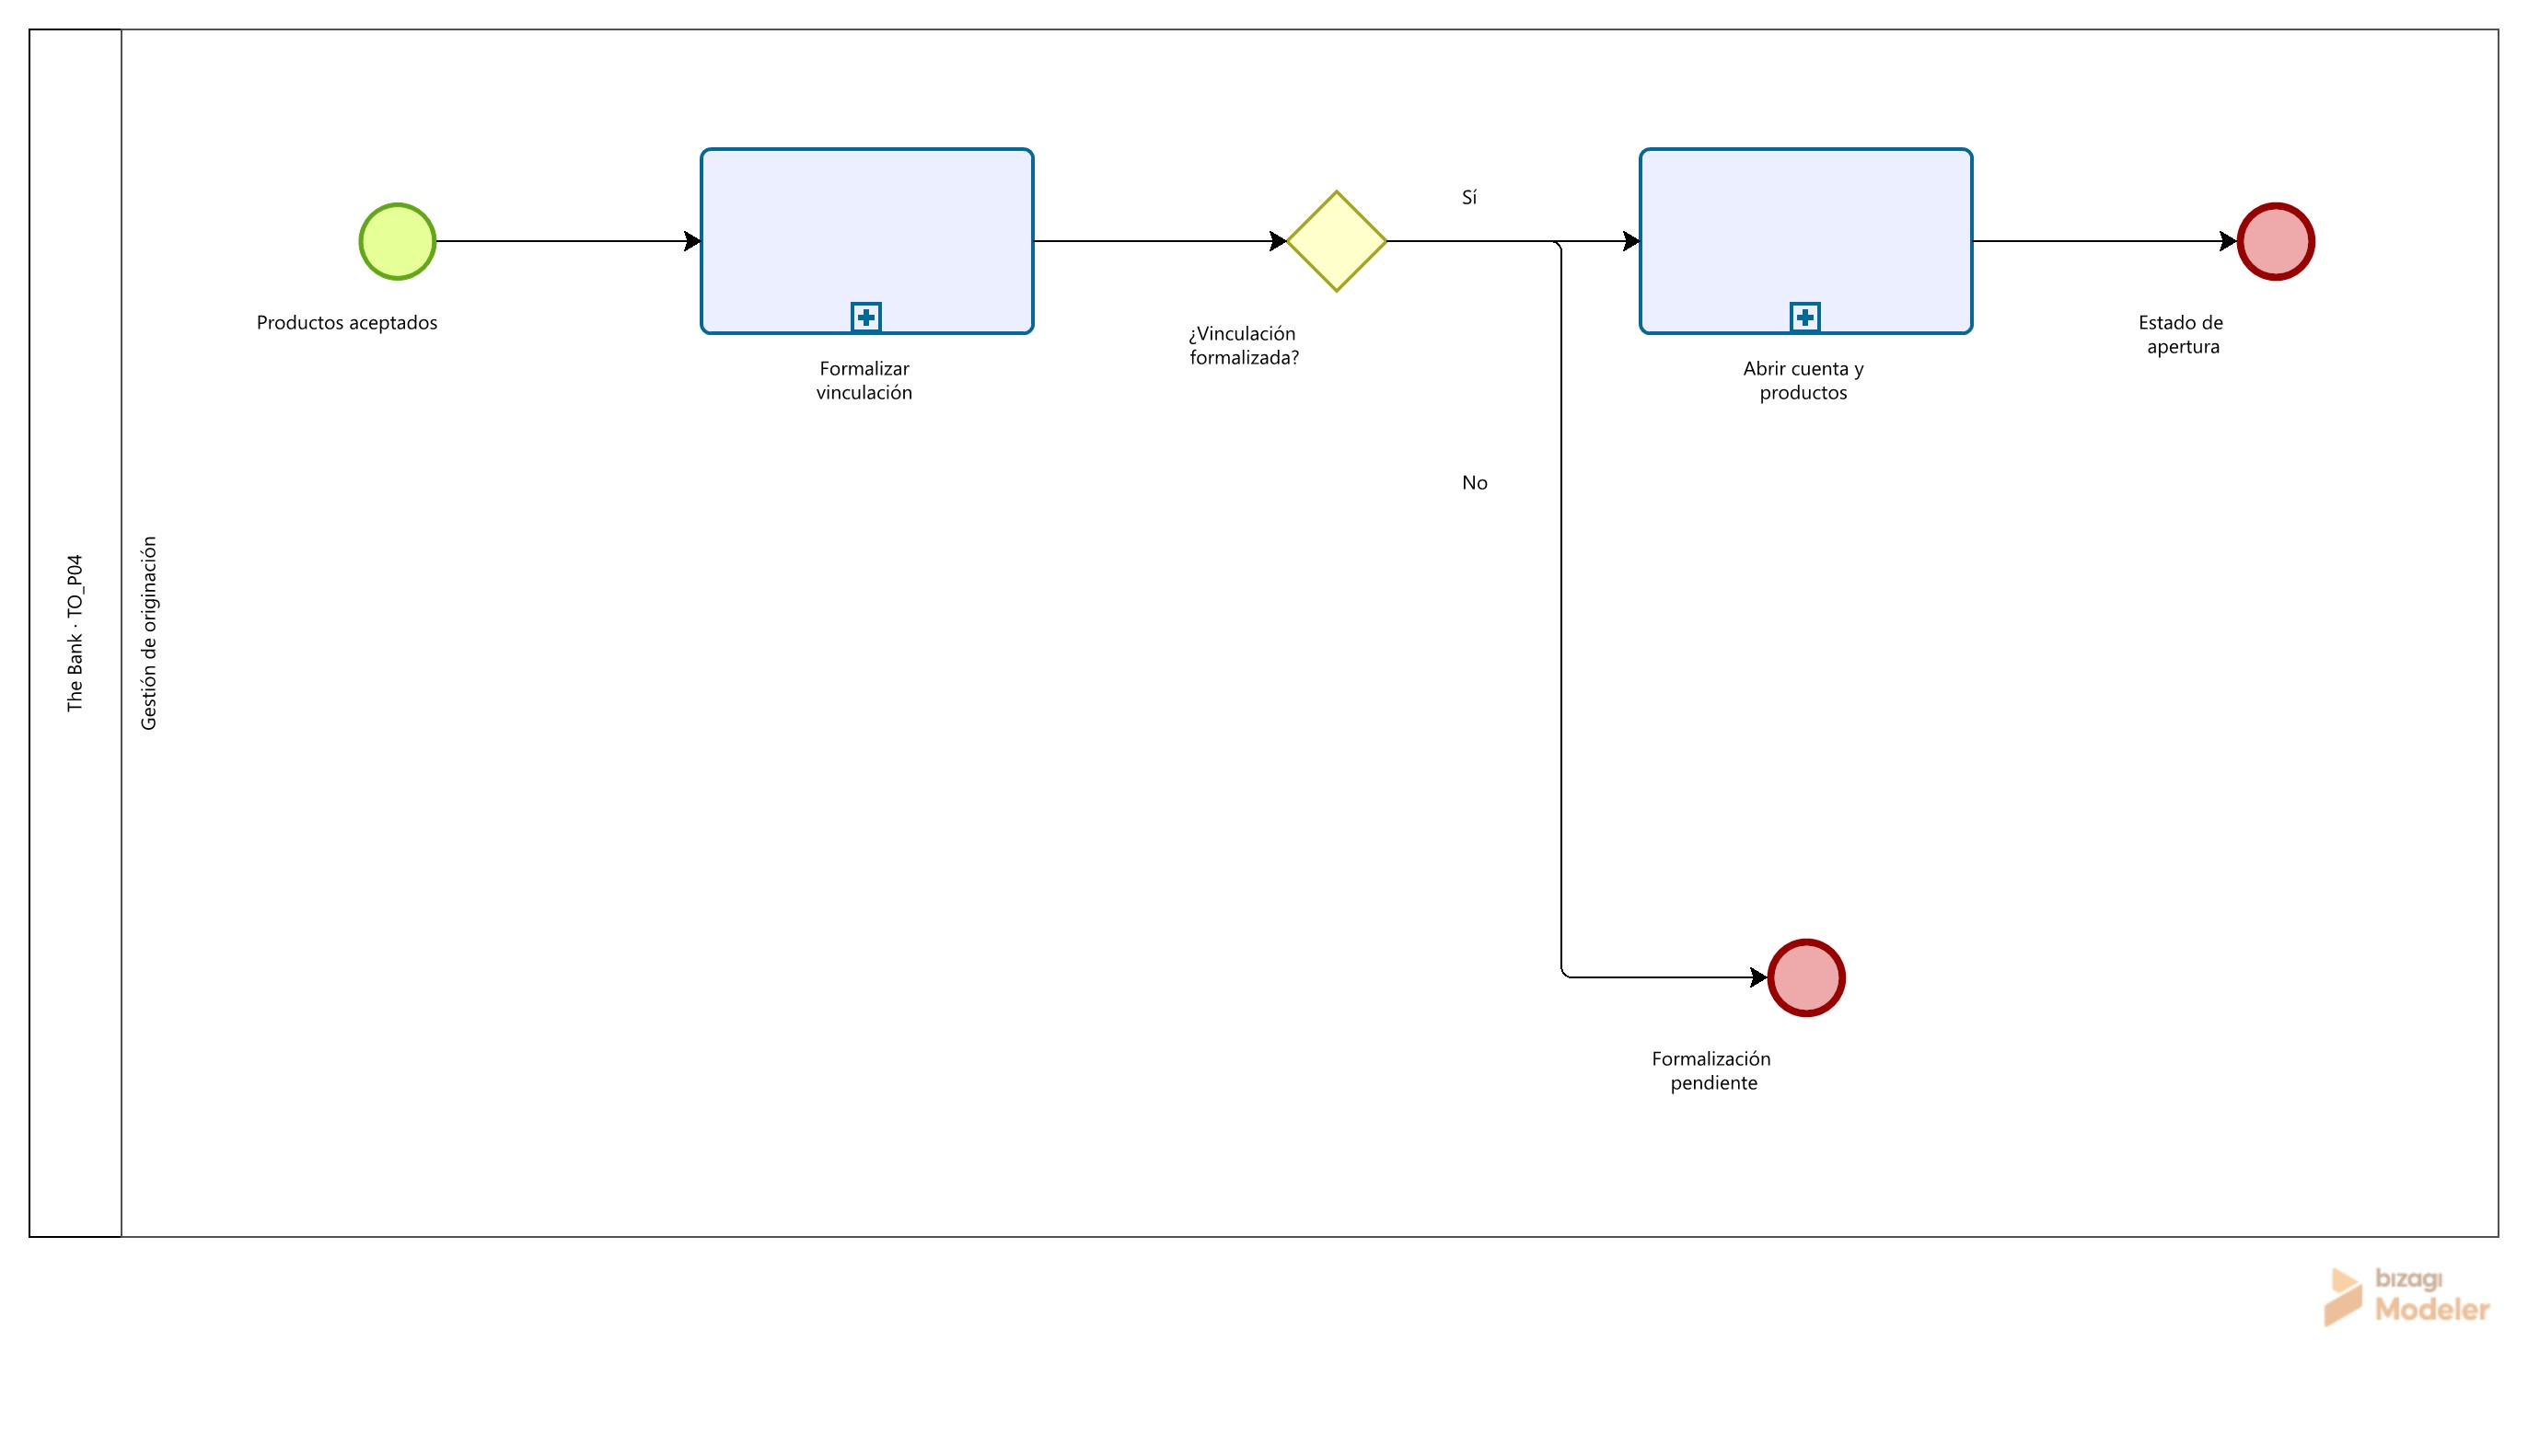 The Bank · TO_P04
Gestión de originación
Productos aceptados
Formalizar
vinculación
¿Vinculación
formalizada?
Sí
No
Abrir cuenta y
productos
Estado de
apertura
Formalización
pendiente
bizagi
Modeler